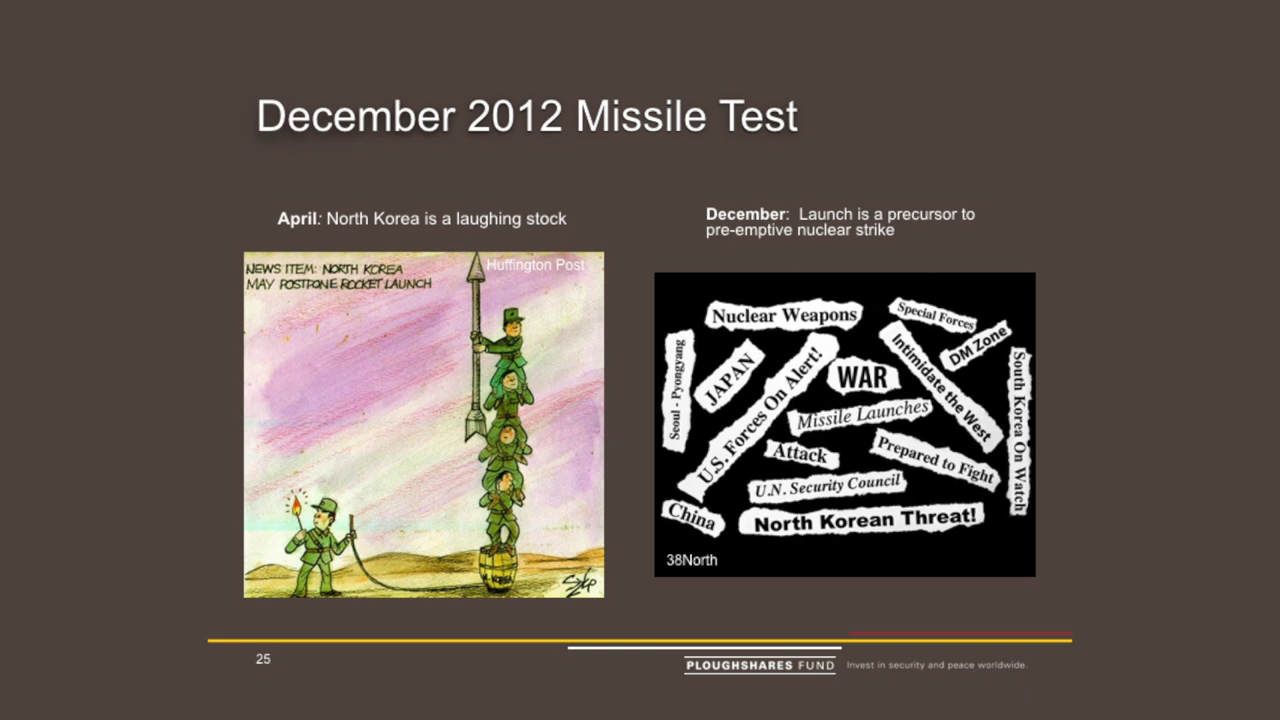 December 2012 Missile Test
April: North Korea is a laughing stock
December:  Launch is a precursor to
pre-emptive nuclear strike
NEWS ITEM: NORTH KOREA
MAY POSTPONE ROCKET LAUNCH
Huffington Post
Nuclear Weapons
Special Forces
DM Zone
Seoul - Pyongyang
JAPAN
U.S. Forces On Alert!
WAR
Intimidate the West
South Korea On Watch
Missile Launches
Attack
Prepared to Fight
U.N. Security Council
China
North Korean Threat!
38North
25
PLOUGHSHARES FUND
Invest in security and peace worldwide.